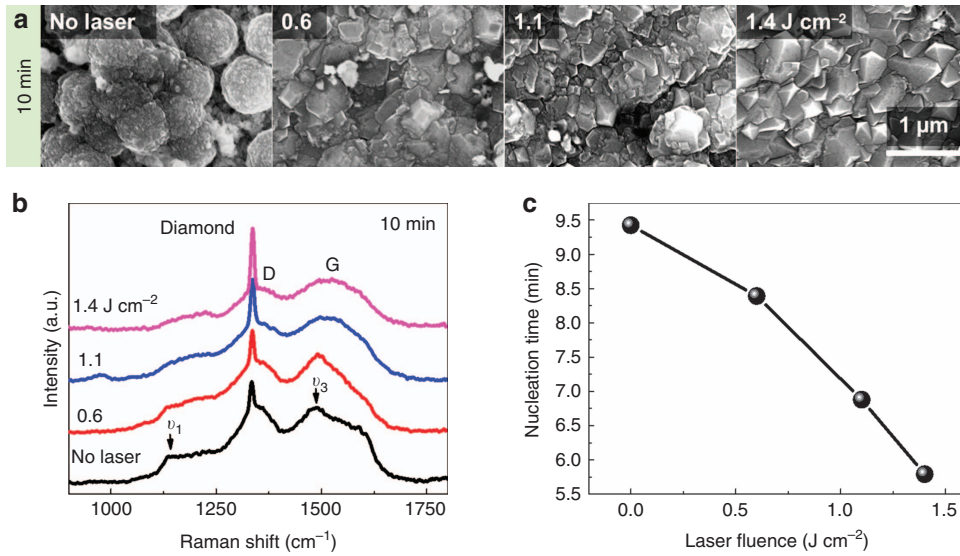 a
10 min
No laser
0.6
1.1
1.4 J cm⁻²
1 µm
b
10 min
Diamond
D
G
1.4 J cm⁻²
1.1
0.6
No laser
υ₁
υ₃
Intensity (a.u.)
1000 1250 1500 1750
Raman shift (cm⁻¹)
c
9.5
9.0
8.5
8.0
7.5
7.0
6.5
6.0
5.5
Nucleation time (min)
0.0 0.5 1.0 1.5
Laser fluence (J cm⁻²)